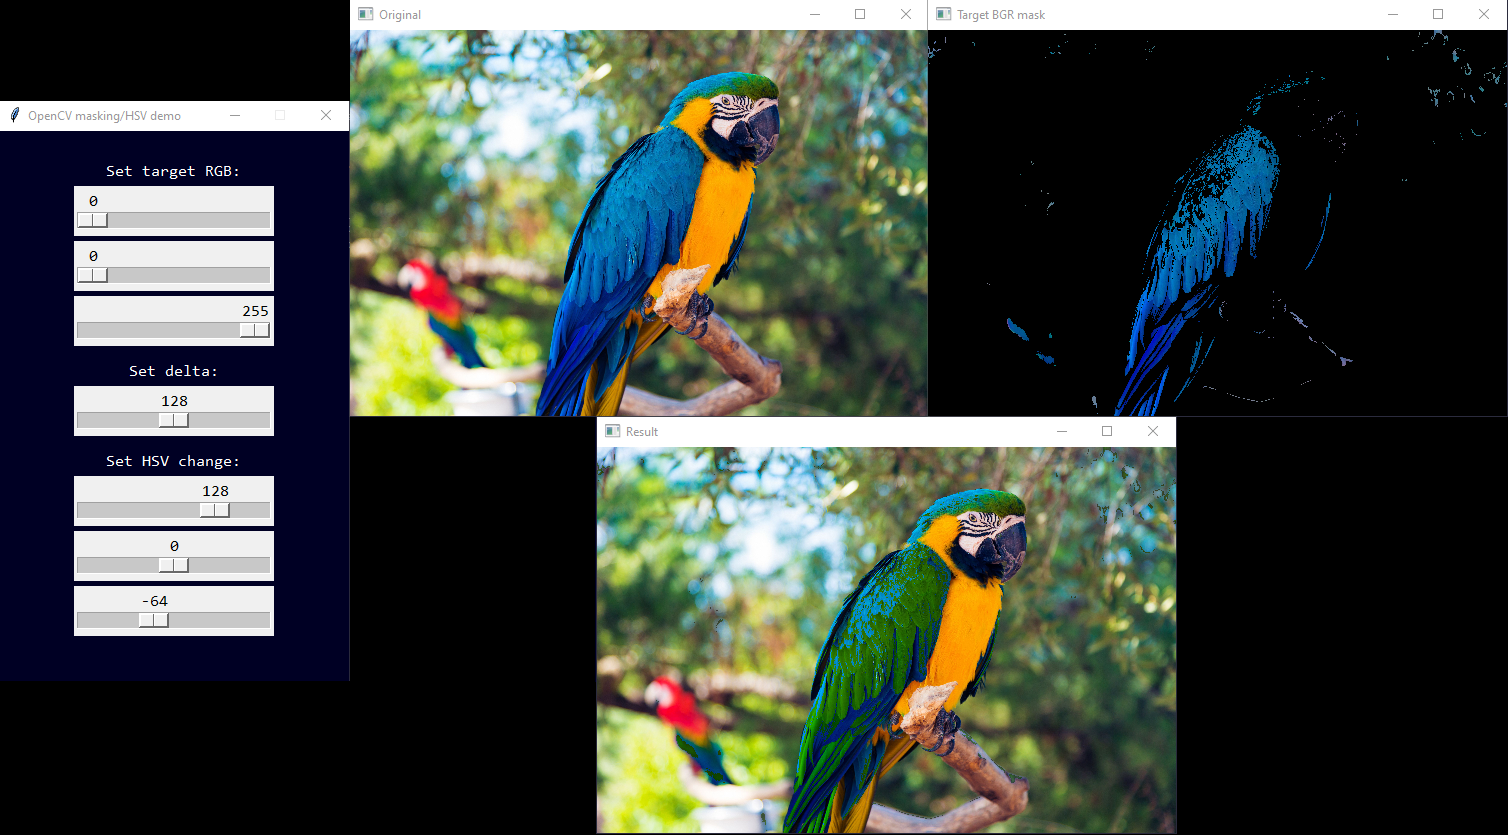 Original
Target BGR mask
OpenCV masking/HSV demo
Set target RGB:
0
0
255
Set delta:
128
Set HSV change:
128
0
-64
Result